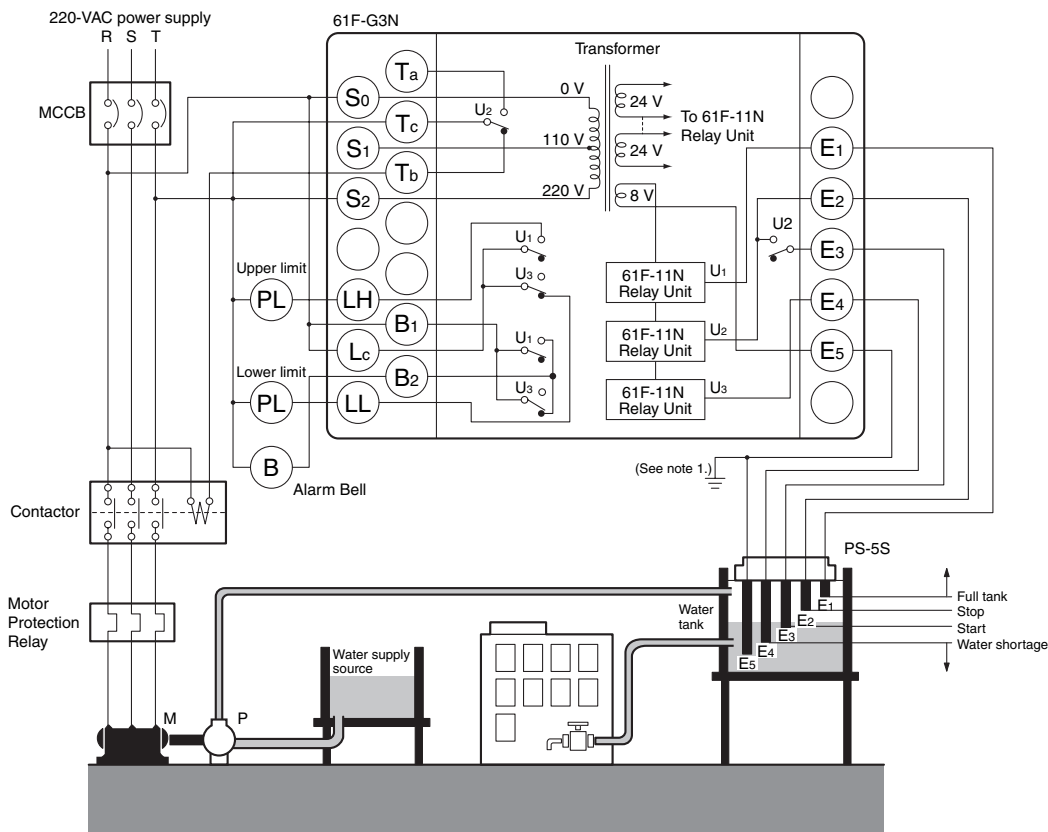 220-VAC power supply
R S T
MCCB
61F-G3N
Transformer
Ta
S0
Tc
S1
Tb
S2
U2
0 V
110 V
220 V
24 V
24 V
8 V
To 61F-11N
Relay Unit
E1
E2
U2
E3
E4
E5
Upper limit
PL
LH
B1
Lc
B2
Lower limit
PL
LL
U1
U3
U1
U3
61F-11N
Relay Unit
U1
61F-11N
Relay Unit
U2
61F-11N
Relay Unit
U3
B
Alarm Bell
(See note 1.)
Contactor
PS-5S
Motor
Protection
Relay
Water supply
source
Water
tank
E1
E2
E3
E4
E5
Full tank
Stop
Start
Water shortage
M
P